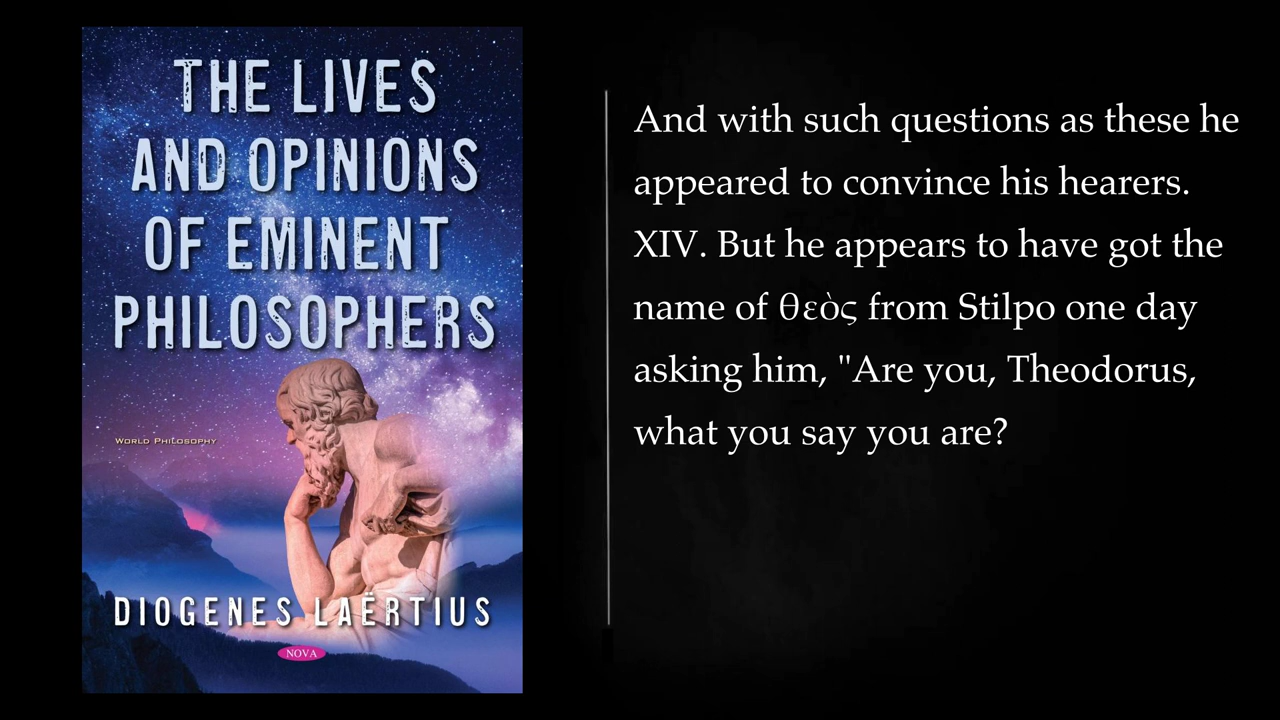 THE LIVES
AND OPINIONS
OF EMINENT
PHILOSOPHERS
WORLD PHILOSOPHY
DIOGENES LAËRTIUS
NOVA
And with such questions as these he
appeared to convince his hearers.
XIV. But he appears to have got the
name of θεὸς from Stilpo one day
asking him, "Are you, Theodorus,
what you say you are?